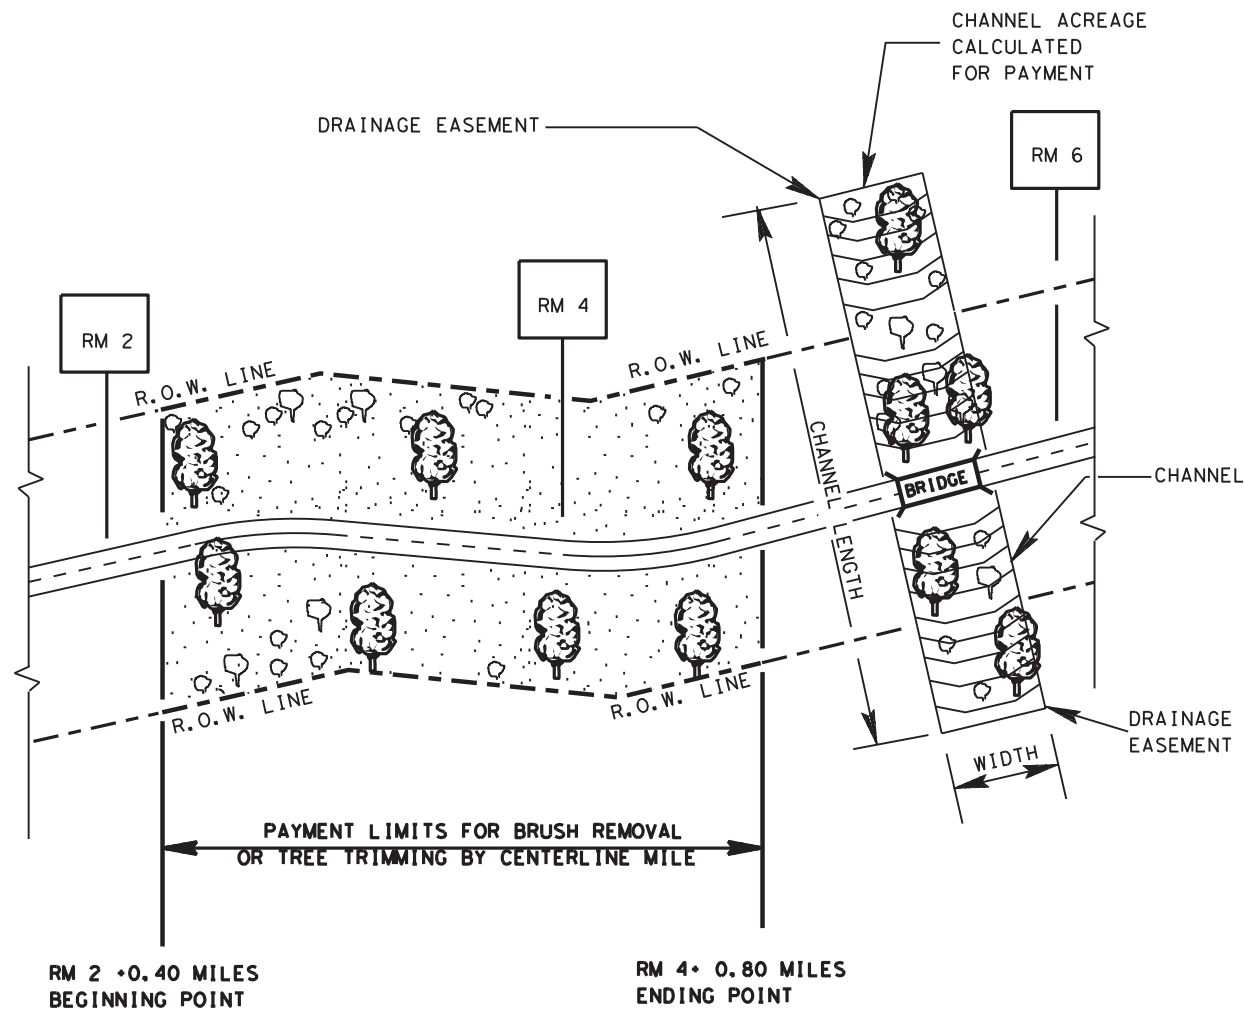 CHANNEL ACREAGE
CALCULATED
FOR PAYMENT
DRAINAGE EASEMENT
RM 6
RM 4
RM 2
R.O.W. LINE
R.O.W. LINE
CHANNEL LENGTH
BRIDGE
CHANNEL
R.O.W. LINE
R.O.W. LINE
DRAINAGE
EASEMENT
WIDTH
PAYMENT LIMITS FOR BRUSH REMOVAL
OR TREE TRIMMING BY CENTERLINE MILE
RM 2 +0.40 MILES
BEGINNING POINT
RM 4+ 0.80 MILES
ENDING POINT